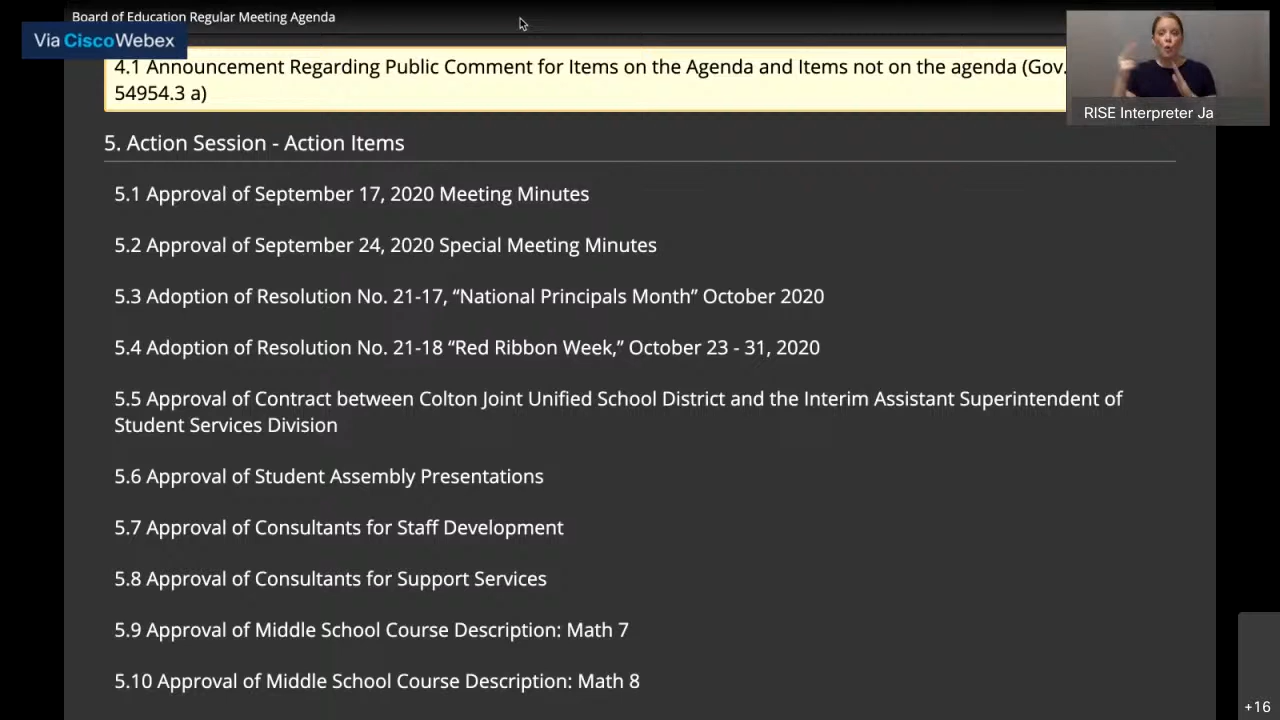 Board of Education Regular Meeting Agenda
Via CiscoWebex
4.1 Announcement Regarding Public Comment for Items on the Agenda and Items not on the agenda (Gov.
54954.3 a)
RISE Interpreter Ja
5. Action Session - Action Items
5.1 Approval of September 17, 2020 Meeting Minutes
5.2 Approval of September 24, 2020 Special Meeting Minutes
5.3 Adoption of Resolution No. 21-17, “National Principals Month” October 2020
5.4 Adoption of Resolution No. 21-18 “Red Ribbon Week,” October 23 - 31, 2020
5.5 Approval of Contract between Colton Joint Unified School District and the Interim Assistant Superintendent of
Student Services Division
5.6 Approval of Student Assembly Presentations
5.7 Approval of Consultants for Staff Development
5.8 Approval of Consultants for Support Services
5.9 Approval of Middle School Course Description: Math 7
5.10 Approval of Middle School Course Description: Math 8
+16